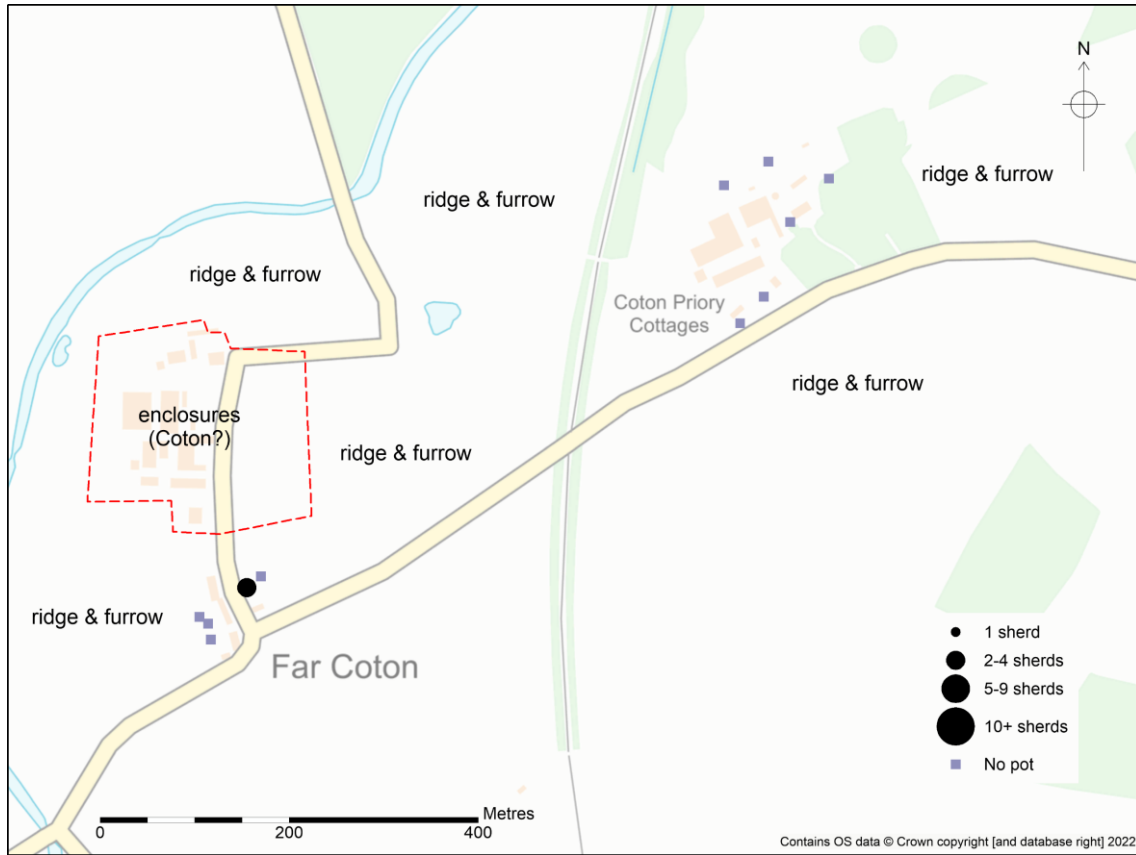 N
ridge & furrow
ridge & furrow
ridge & furrow
Coton Priory
Cottages
ridge & furrow
enclosures
(Coton?)
ridge & furrow
ridge & furrow
Far Coton
1 sherd
2-4 sherds
5-9 sherds
10+ sherds
No pot
Metres
0 200 400
Contains OS data © Crown copyright [and database right] 2022